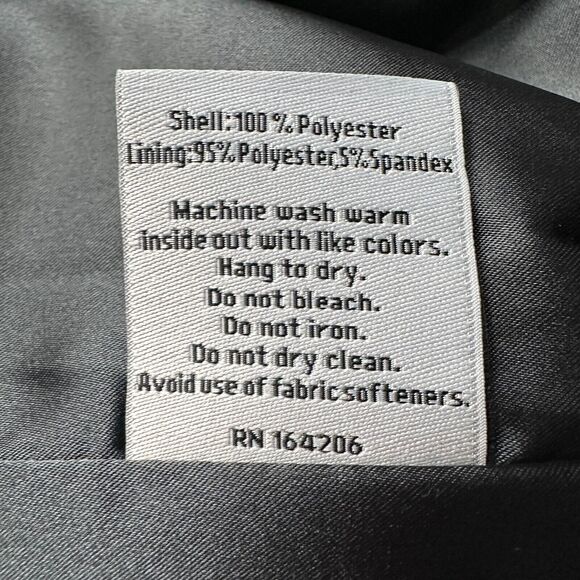 Shell:100%Polyester
Lining:95%Polyester,5%Spandex
Machine wash warm
inside out with like colors.
Hang to dry.
Do not bleach.
Do not iron.
Do not dry clean.
Avoid use of fabric softeners.
RN 164206